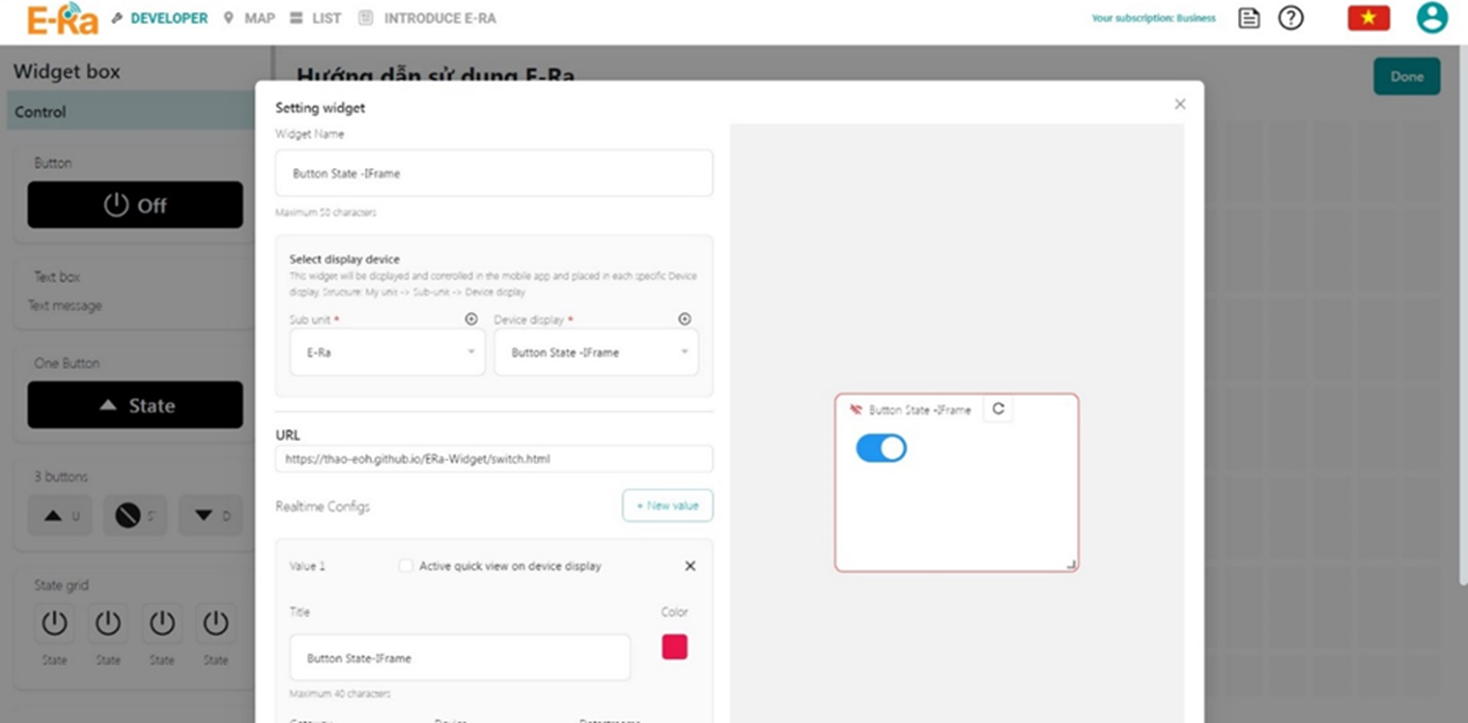 E-Ra DEVELOPER MAP LIST INTRODUCE E-RA Your subscription: Business
Widget box
Hướng dẫn sử dụng E-Ra
Done
Control
Button
Off
Text box
Text message
One Button
State
3 buttons
U S D
State grid
State State State State
Setting widget
Widget Name
Button State -IFrame
Maximum 50 characters
Select display device
This widget will be displayed and controlled in the mobile app and placed in each specific Device
display. Structure: My unit -> Sub-unit -> Device display
Sub unit * Device display *
E-Ra Button State -IFrame
URL
https://thao-eoh.github.io/ERa-Widget/switch.html
Realtime Configs + New value
Value 1 Active quick view on device display
Title Color
Button State-IFrame
Maximum 40 characters
Button State -IFrame